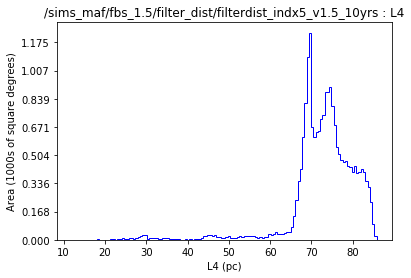 /sims_maf/fbs_1.5/filter_dist/filterdist_indx5_v1.5_10yrs : L4
1.175
1.007
0.839
0.671
0.504
0.336
0.168
0.000
Area (1000s of square degrees)
10 20 30 40 50 60 70 80
L4 (pc)